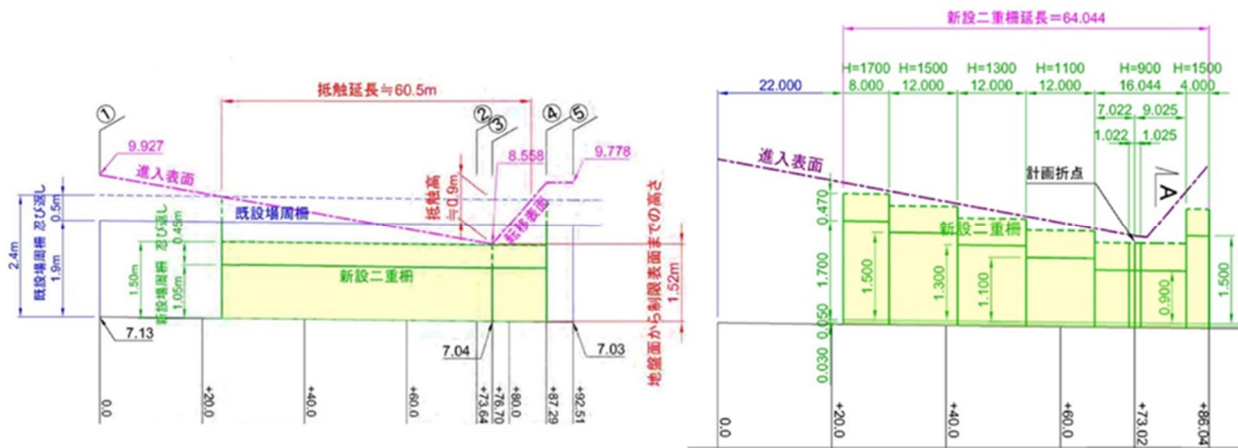 抵触延長≒60.5m
①
②
③
④
⑤
9.927
進入表面
8.558
9.778
抵触高
≒0.9m
転移表面
既設場周柵
新設二重柵
2.4m
既設場周柵 忍び返し
1.9m
0.5m
新設場周柵 忍び返し
1.50m
1.05m
0.45m
地盤面から制限表面までの高さ
1.52m
7.13
7.04
7.03
0.0
+20.0
+40.0
+60.0
+73.64
+76.70
+80.0
+87.29
+92.51
新設二重柵延長=64.044
H=1700
H=1500
H=1300
H=1100
H=900
H=1500
22.000
8.000
12.000
12.000
12.000
16.044
4.000
7.022
9.025
1.022
1.025
進入表面
計画折点
A
新設二重柵
0.470
1.700
0.050
0.030
1.500
1.300
1.100
0.900
1.500
0.0
+20.0
+40.0
+60.0
+73.02
+86.04